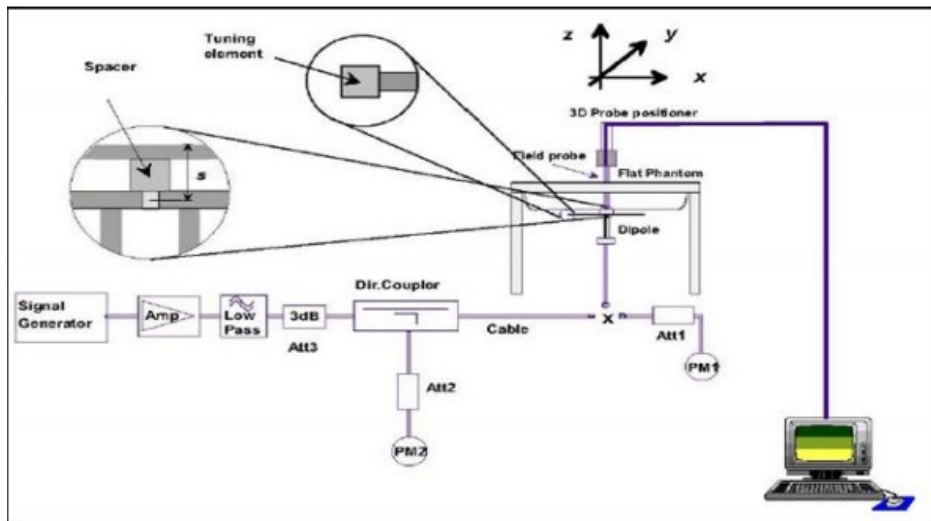 Tuning
element
Spacer
s
z
y
x
3D Probe positioner
Field probe
Flat Phantom
Dipole
Signal
Generator
Amp
Low
Pass
3dB
Att3
Dir.Coupler
Cable
X
Att1
PM1
Att2
PM2